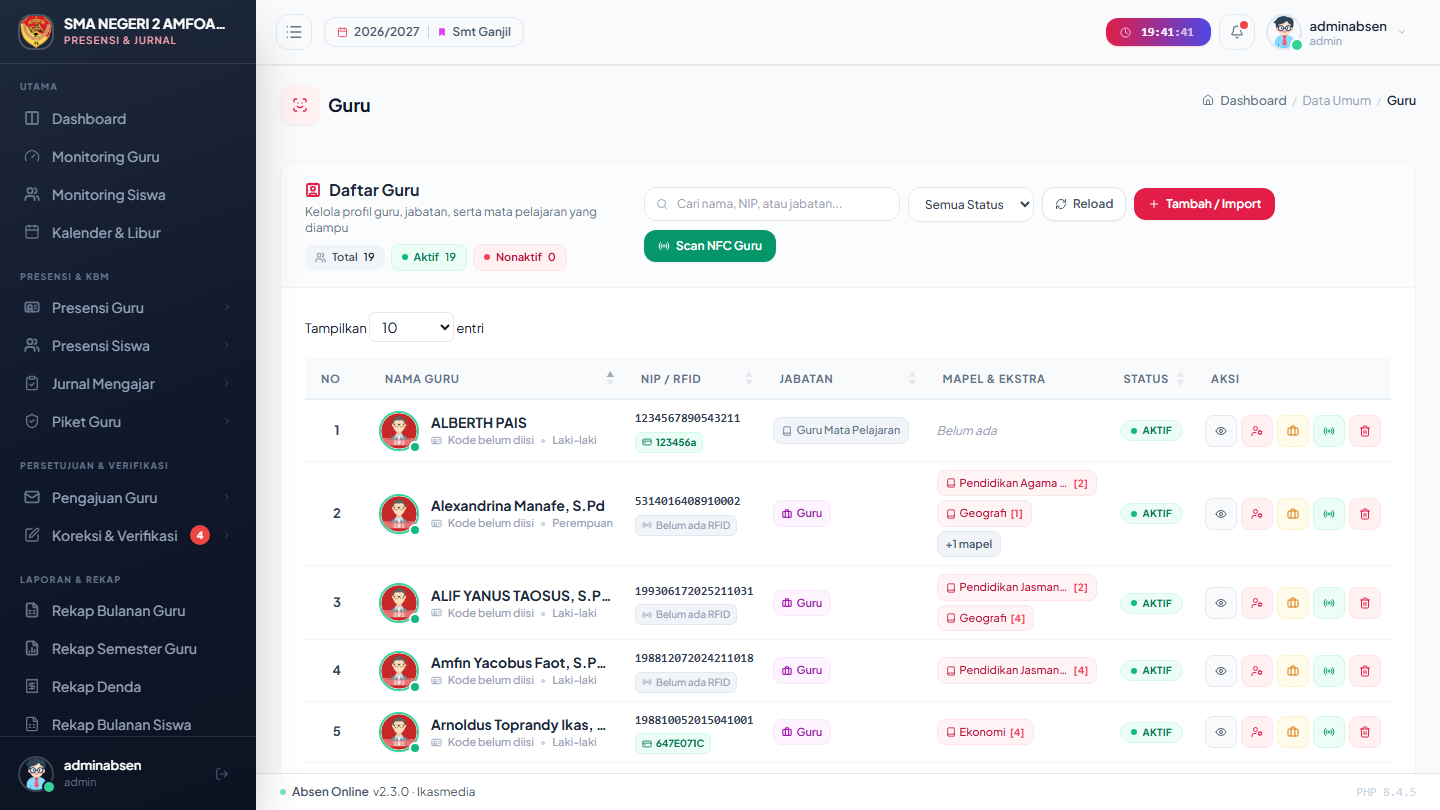 SMA NEGERI 2 AMFOA...
PRESENSI & JURNAL
2026/2027
Smt Ganjil
19:41:41
adminabsen
admin
UTAMA
Dashboard
Monitoring Guru
Monitoring Siswa
Kalender & Libur
PRESENSI & KBM
Presensi Guru
Presensi Siswa
Jurnal Mengajar
Piket Guru
PERSETUJUAN & VERIFIKASI
Pengajuan Guru
Koreksi & Verifikasi 4
LAPORAN & REKAP
Rekap Bulanan Guru
Rekap Semester Guru
Rekap Denda
Rekap Bulanan Siswa
adminabsen
admin
Guru
Dashboard / Data Umum / Guru
Daftar Guru
Kelola profil guru, jabatan, serta mata pelajaran yang
diampu
Total 19
Aktif 19
Nonaktif 0
Cari nama, NIP, atau jabatan...
Semua Status
Reload
Tambah / Import
Scan NFC Guru
Tampilkan 10 entri
NO NAMA GURU NIP / RFID JABATAN MAPEL & EKSTRA STATUS AKSI
1 ALBERTH PAIS 1234567890543211 Guru Mata Pelajaran Belum ada AKTIF
Kode belum diisi Laki-laki 123456a
2 Alexandrina Manafe, S.Pd 5314016408910002 Guru Pendidikan Agama ... [2] AKTIF
Kode belum diisi Perempuan Belum ada RFID Geografi [1]
+1 mapel
3 ALIF YANUS TAOSUS, S.P... 199306172025211031 Guru Pendidikan Jasman... [2] AKTIF
Kode belum diisi Laki-laki Belum ada RFID Geografi [4]
4 Amfin Yacobus Faot, S.P... 198812072024211018 Guru Pendidikan Jasman... [4] AKTIF
Kode belum diisi Laki-laki Belum ada RFID
5 Arnoldus Toprandy Ikas, ... 198810052015041001 Guru Ekonomi [4] AKTIF
Kode belum diisi Laki-laki 647E071C
Absen Online v2.3.0 · Ikasmedia
PHP 8.4.5